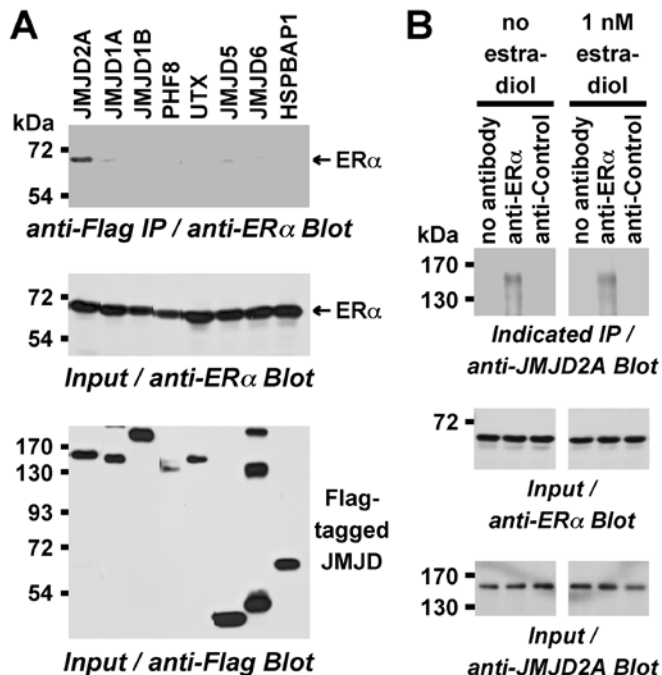 A
JMJD2A
JMJD1A
JMJD1B
PHF8
UTX
JMJD5
JMJD6
HSPBAP1
kDa
72
54
← ERα
anti-Flag IP / anti-ERα Blot
72
54
← ERα
Input / anti-ERα Blot
170
130
93
72
54
Flag-
tagged
JMJD
Input / anti-Flag Blot
B
no
estra-
diol
1 nM
estra-
diol
no antibody
anti-ERα
anti-Control
no antibody
anti-ERα
anti-Control
kDa
170
130
Indicated IP /
anti-JMJD2A Blot
72
Input /
anti-ERα Blot
170
130
Input /
anti-JMJD2A Blot